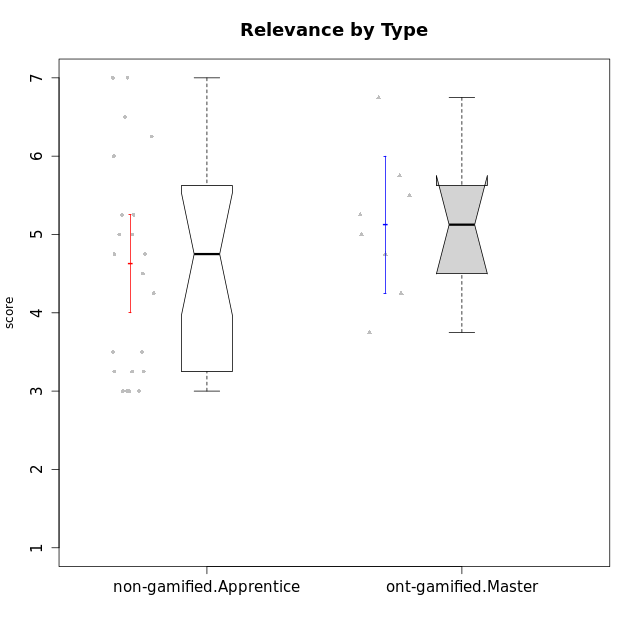 Relevance by Type
7
6
5
4
3
2
1
score
non-gamified.Apprentice
ont-gamified.Master